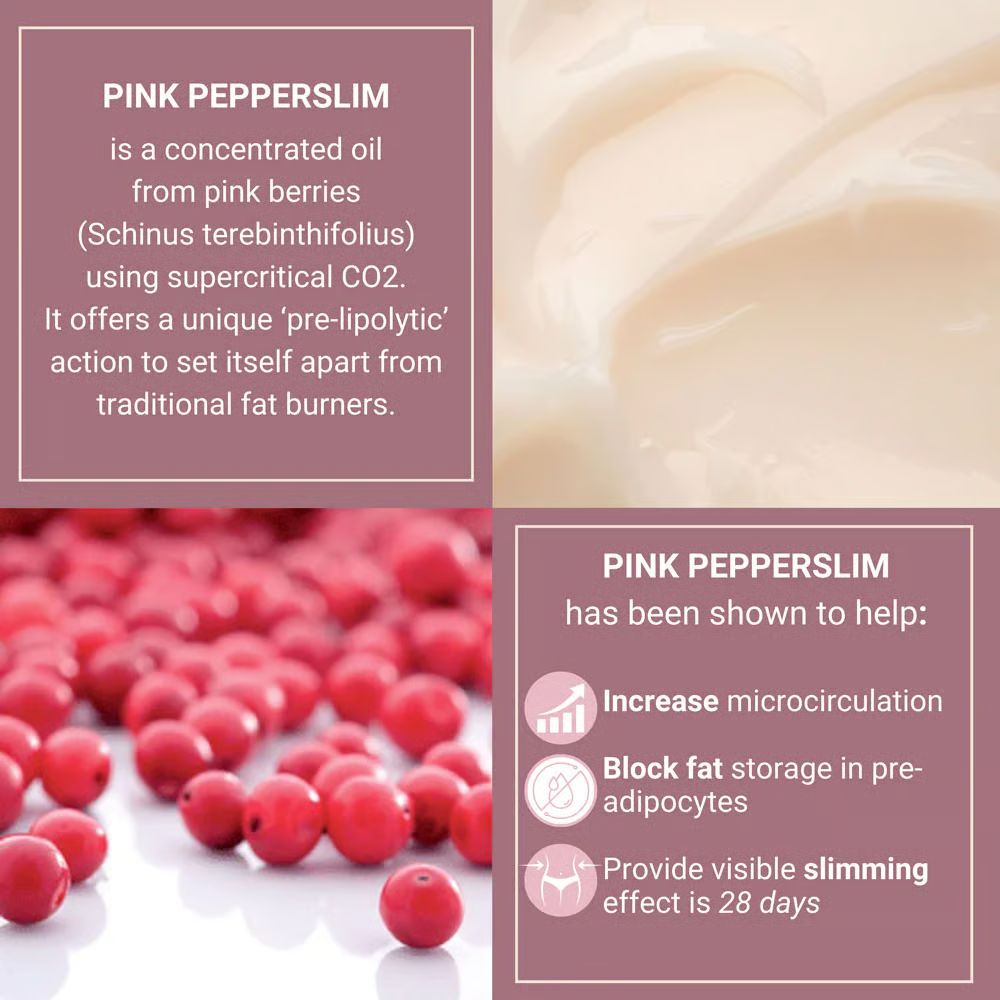 PINK PEPPERSLIM
is a concentrated oil
from pink berries
(Schinus terebinthifolius)
using supercritical CO2.
It offers a unique ‘pre-lipolytic’
action to set itself apart from
traditional fat burners.
PINK PEPPERSLIM
has been shown to help:
Increase microcirculation
Block fat storage in pre-
adipocytes
Provide visible slimming
effect is 28 days